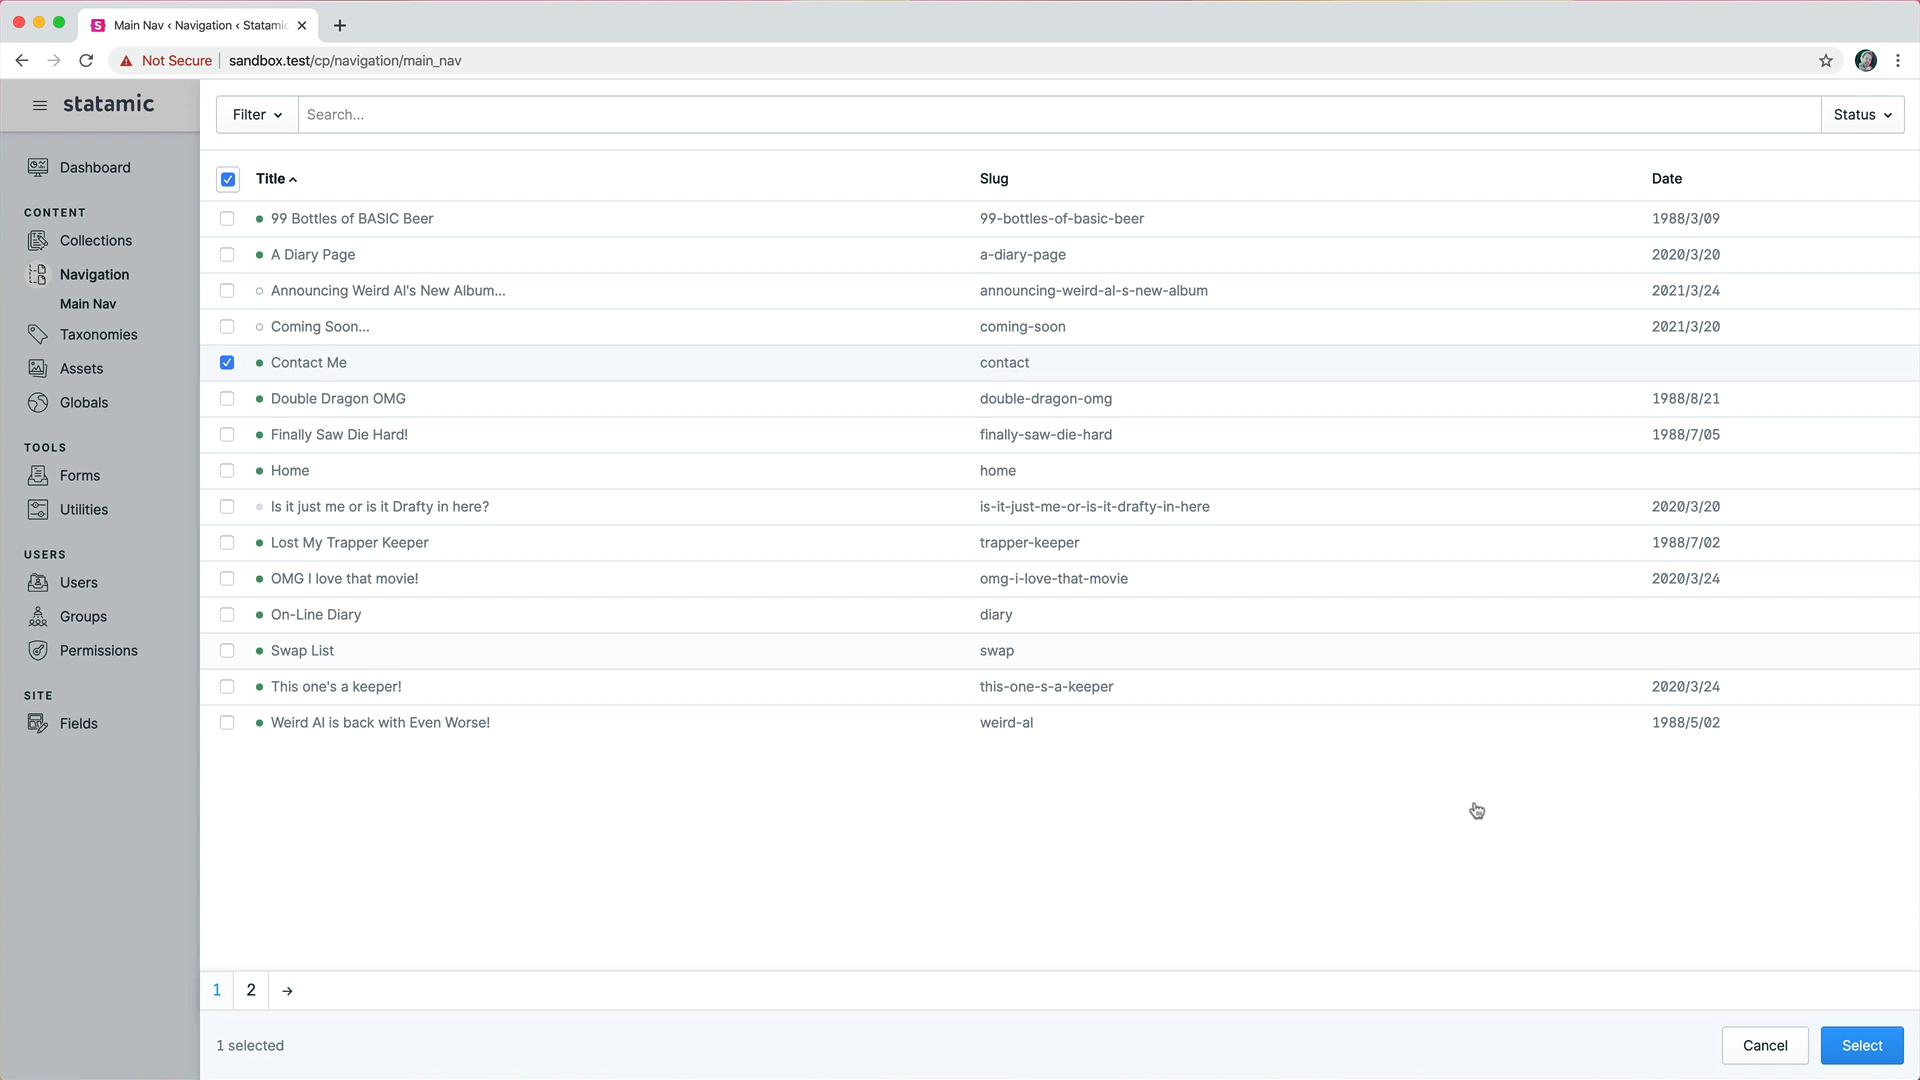 Main Nav ‹ Navigation ‹ Statamic
Not Secure
sandbox.test/cp/navigation/main_nav
statamic
Filter
Search...
Status
Dashboard
CONTENT
Collections
Navigation
Main Nav
Taxonomies
Assets
Globals
TOOLS
Forms
Utilities
USERS
Users
Groups
Permissions
SITE
Fields
Title Slug Date
99 Bottles of BASIC Beer 99-bottles-of-basic-beer 1988/3/09
A Diary Page a-diary-page 2020/3/20
Announcing Weird Al's New Album... announcing-weird-al-s-new-album 2021/3/24
Coming Soon... coming-soon 2021/3/20
Contact Me contact
Double Dragon OMG double-dragon-omg 1988/8/21
Finally Saw Die Hard! finally-saw-die-hard 1988/7/05
Home home
Is it just me or is it Drafty in here? is-it-just-me-or-is-it-drafty-in-here 2020/3/20
Lost My Trapper Keeper trapper-keeper 1988/7/02
OMG I love that movie! omg-i-love-that-movie 2020/3/24
On-Line Diary diary
Swap List swap
This one's a keeper! this-one-s-a-keeper 2020/3/24
Weird Al is back with Even Worse! weird-al 1988/5/02
1 2 →
1 selected
Cancel
Select